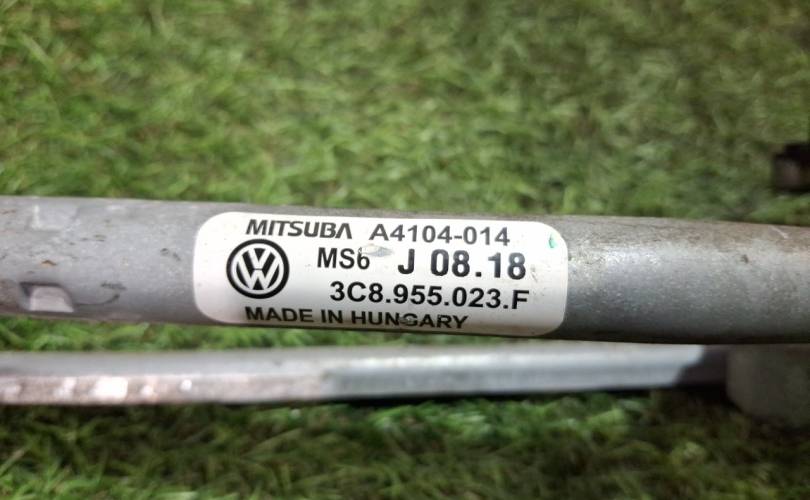 MITSUBA A4104-014
MS6 J 08.18
3C8.955.023.F
MADE IN HUNGARY